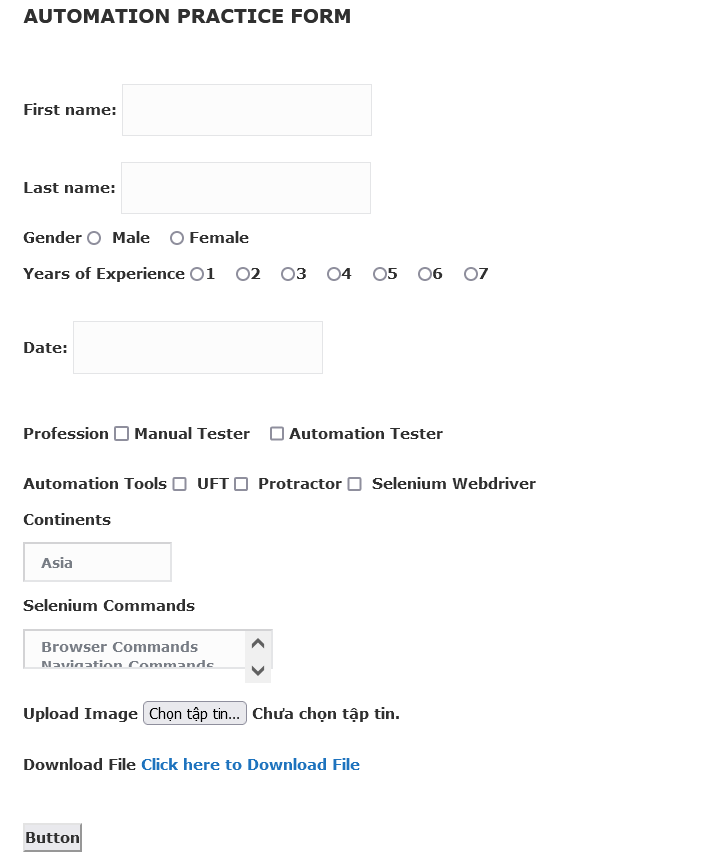 AUTOMATION PRACTICE FORM
First name:
Last name:
Gender Male Female
Years of Experience 1 2 3 4 5 6 7
Date:
Profession Manual Tester Automation Tester
Automation Tools UFT Protractor Selenium Webdriver
Continents
Asia
Selenium Commands
Browser Commands
Navigation Commands
Upload Image Chọn tập tin... Chưa chọn tập tin.
Download File Click here to Download File
Button